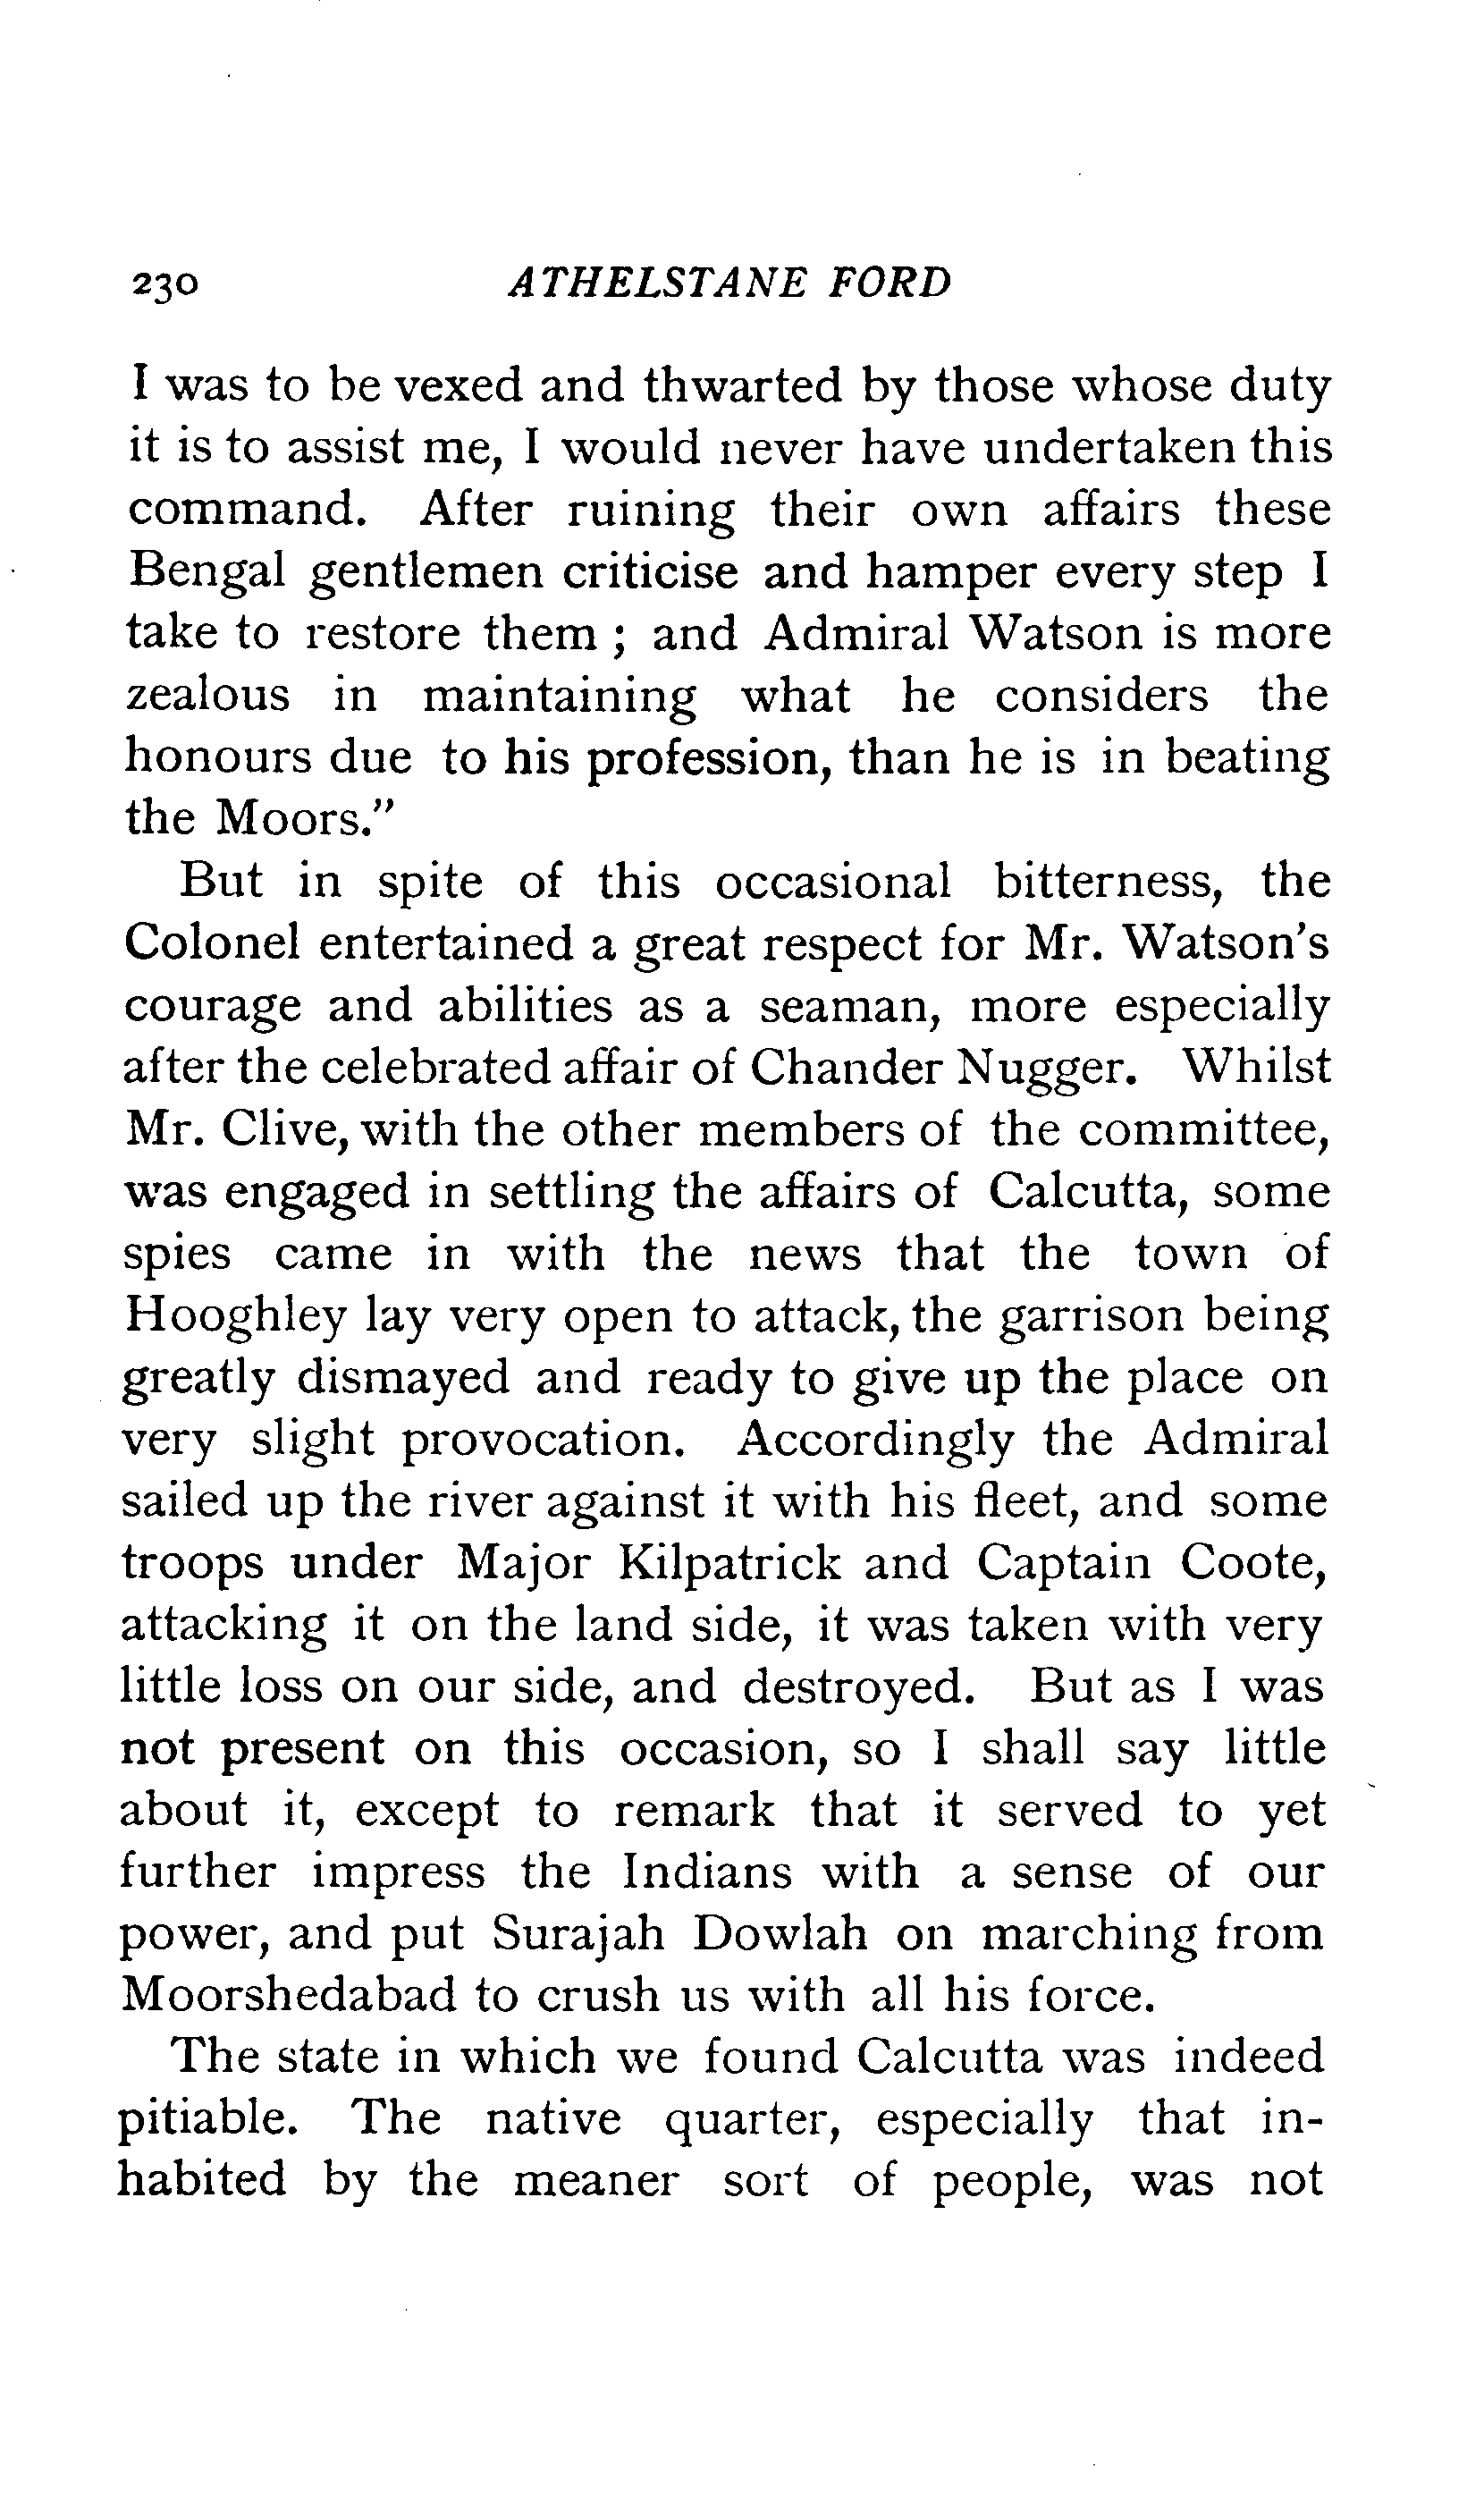 230 ATHELSTANE FORD
I was to be vexed and thwarted by those whose duty
it is to assist me, I would never have undertaken this
command. After ruining their own affairs these
Bengal gentlemen criticise and hamper every step I
take to restore them ; and Admiral Watson is more
zealous in maintaining what he considers the
honours due to his profession, than he is in beating
the Moors."
But in spite of this occasional bitterness, the
Colonel entertained a great respect for Mr. Watson's
courage and abilities as a seaman, more especially
after the celebrated affair of Chander Nugger. Whilst
Mr. Clive, with the other members of the committee,
was engaged in settling the affairs of Calcutta, some
spies came in with the news that the town of
Hooghley lay very open to attack, the garrison being
greatly dismayed and ready to give up the place on
very slight provocation. Accordingly the Admiral
sailed up the river against it with his fleet, and some
troops under Major Kilpatrick and Captain Coote,
attacking it on the land side, it was taken with very
little loss on our side, and destroyed. But as I was
not present on this occasion, so I shall say little
about it, except to remark that it served to yet
further impress the Indians with a sense of our
power, and put Surajah Dowlah on marching from
Moorshedabad to crush us with all his force.
The state in which we found Calcutta was indeed
pitiable. The native quarter, especially that in-
habited by the meaner sort of people, was not